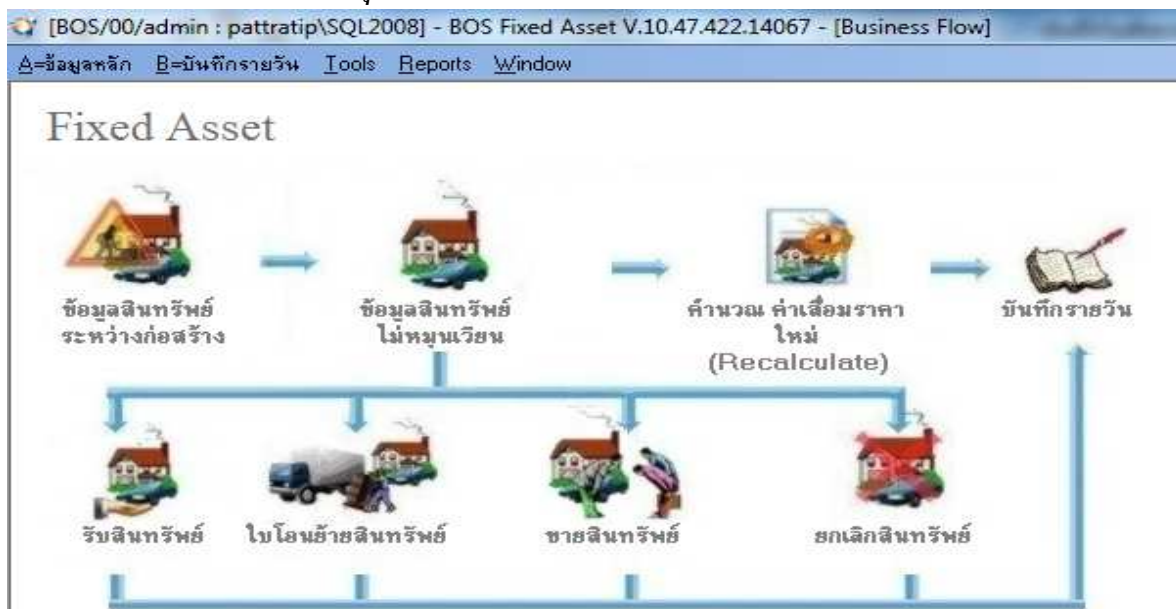 [BOS/00/admin : pattratip\SQL2008] - BOS Fixed Asset V.10.47.422.14067 - [Business Flow]
A=ข้อมูลหลัก B=บันทึกรายวัน Tools Reports Window
Fixed Asset
ข้อมูลสินทรัพย์
ระหว่างก่อสร้าง
ข้อมูลสินทรัพย์
ไม่หมุนเวียน
คำนวณ ค่าเสื่อมราคา
ใหม่
(Recalculate)
บันทึกรายวัน
รับสินทรัพย์ ใบโอนย้ายสินทรัพย์ ขายสินทรัพย์ ยกเลิกสินทรัพย์